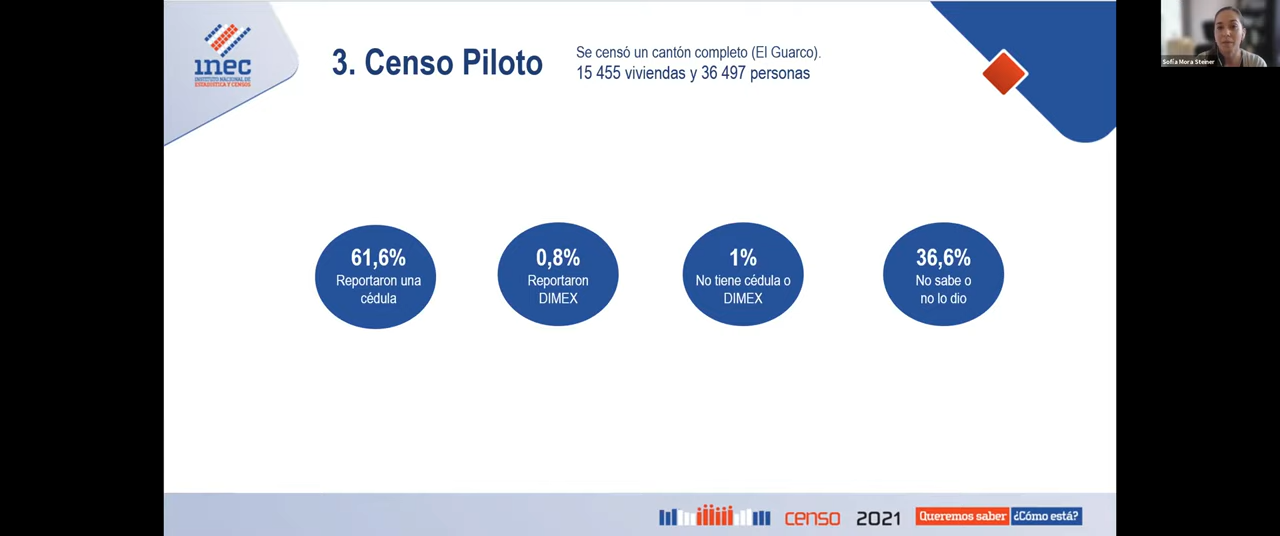 inec
INSTITUTO NACIONAL DE
ESTADÍSTICA Y CENSOS
3. Censo Piloto
Se censó un cantón completo (El Guarco).
15 455 viviendas y 36 497 personas
Sofía Mora Steiner
61,6%
Reportaron una
cédula
0,8%
Reportaron
DIMEX
1%
No tiene cédula o
DIMEX
36,6%
No sabe o
no lo dio
censo 2021 Queremos saber ¿Cómo está?